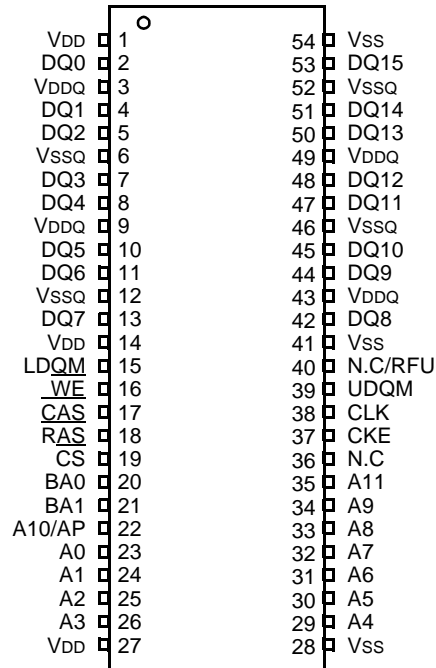 VDD 1 54 VSS
DQ0 2 53 DQ15
VDDQ 3 52 VSSQ
DQ1 4 51 DQ14
DQ2 5 50 DQ13
VSSQ 6 49 VDDQ
DQ3 7 48 DQ12
DQ4 8 47 DQ11
VDDQ 9 46 VSSQ
DQ5 10 45 DQ10
DQ6 11 44 DQ9
VSSQ 12 43 VDDQ
DQ7 13 42 DQ8
VDD 14 41 VSS
LDQM 15 40 N.C/RFU
WE 16 39 UDQM
CAS 17 38 CLK
RAS 18 37 CKE
CS 19 36 N.C
BA0 20 35 A11
BA1 21 34 A9
A10/AP 22 33 A8
A0 23 32 A7
A1 24 31 A6
A2 25 30 A5
A3 26 29 A4
VDD 27 28 VSS